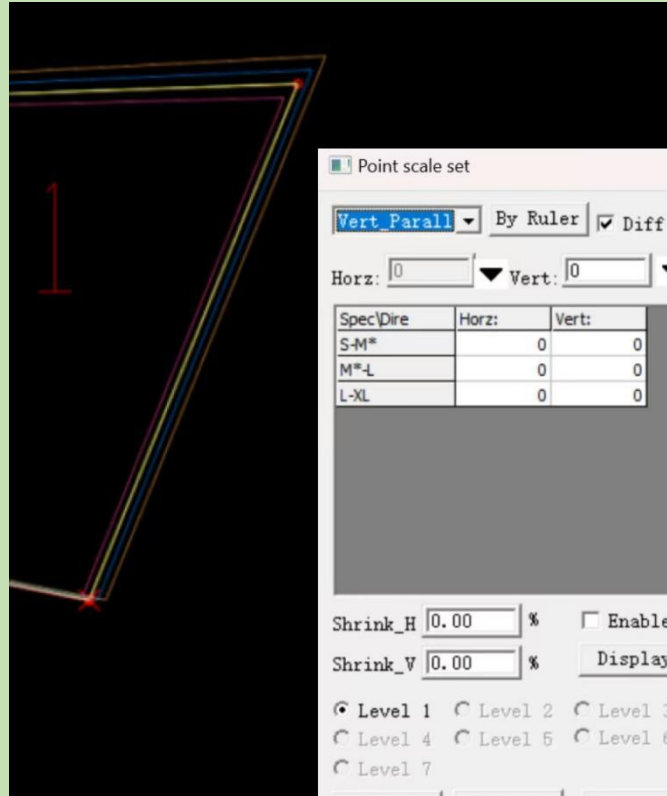 1
Point scale set
Vert_Parall By Ruler Diff
Horz: 0 Vert: 0
Spec\Dire Horz: Vert:
S-M* 0 0
M*-L 0 0
L-XL 0 0
Shrink_H 0.00 % Enable
Shrink_V 0.00 % Display
Level 1 Level 2 Level 3
Level 4 Level 5 Level 6
Level 7